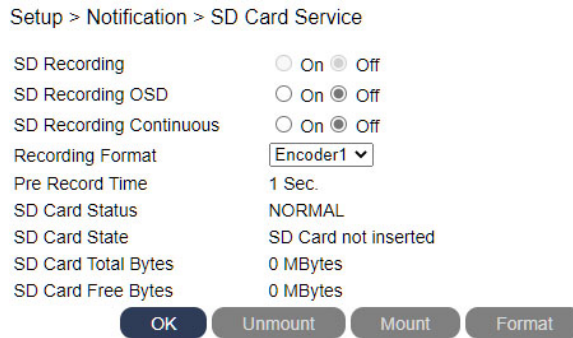 Setup > Notification > SD Card Service
SD Recording On Off
SD Recording OSD On Off
SD Recording Continuous On Off
Recording Format Encoder1
Pre Record Time 1 Sec.
SD Card Status NORMAL
SD Card State SD Card not inserted
SD Card Total Bytes 0 MBytes
SD Card Free Bytes 0 MBytes
OK Unmount Mount Format